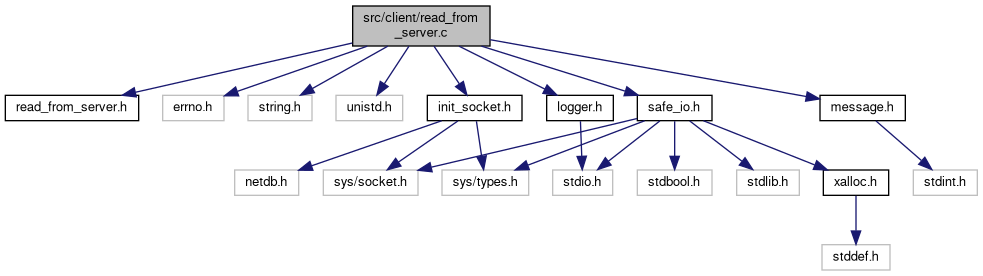 src/client/read_from
_server.c
read_from_server.h
errno.h
string.h
unistd.h
init_socket.h
logger.h
safe_io.h
message.h
netdb.h
sys/socket.h
sys/types.h
stdio.h
stdbool.h
stdlib.h
xalloc.h
stdint.h
stddef.h